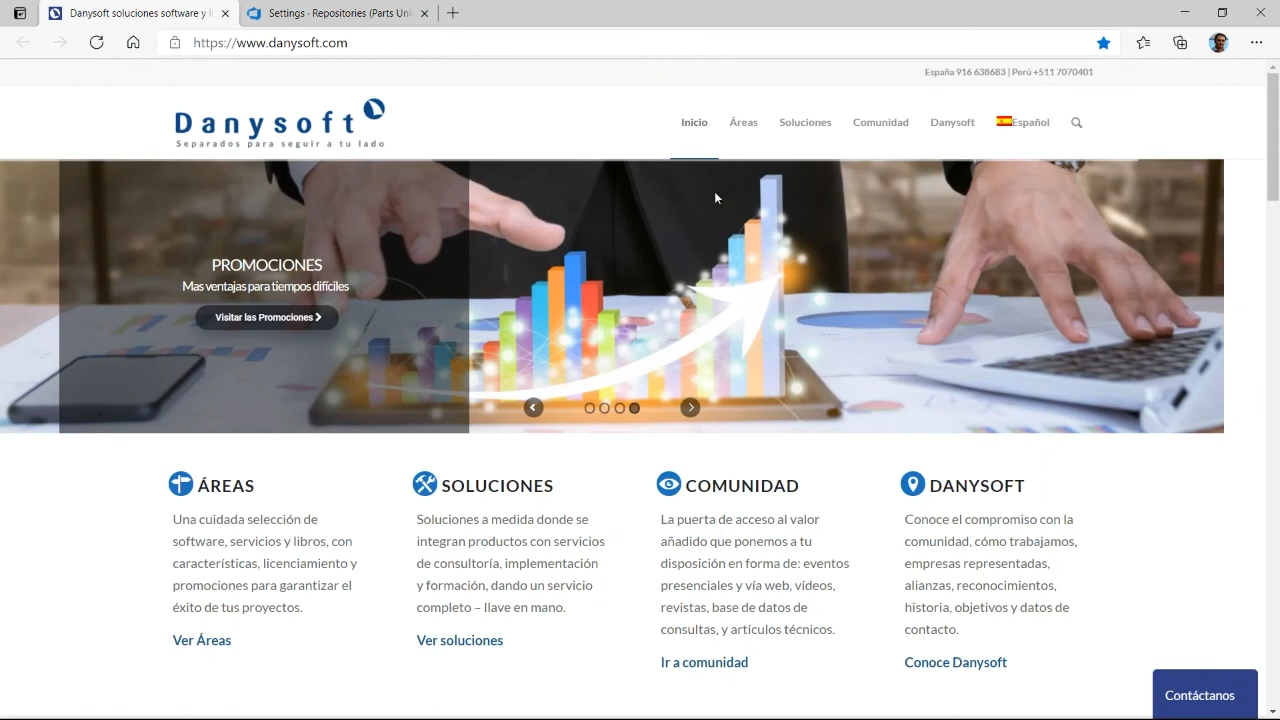 Danysoft soluciones software y li
Settings · Repositories (Parts Unl
https://www.danysoft.com
España 916 638683 | Perú +511 7070401
Danysoft
Separados para seguir a tu lado
Inicio
Áreas
Soluciones
Comunidad
Danysoft
Español
PROMOCIONES
Mas ventajas para tiempos difíciles
Visitar las Promociones
ÁREAS
Una cuidada selección de
software, servicios y libros, con
características, licenciamiento y
promociones para garantizar el
éxito de tus proyectos.
Ver Áreas
SOLUCIONES
Soluciones a medida donde se
integran productos con servicios
de consultoría, implementación
y formación, dando un servicio
completo – llave en mano.
Ver soluciones
COMUNIDAD
La puerta de acceso al valor
añadido que ponemos a tu
disposición en forma de: eventos
presenciales y vía web, vídeos,
revistas, base de datos de
consultas, y artículos técnicos.
Ir a comunidad
DANYSOFT
Conoce el compromiso con la
comunidad, cómo trabajamos,
empresas representadas,
alianzas, reconocimientos,
historia, objetivos y datos de
contacto.
Conoce Danysoft
Contáctanos